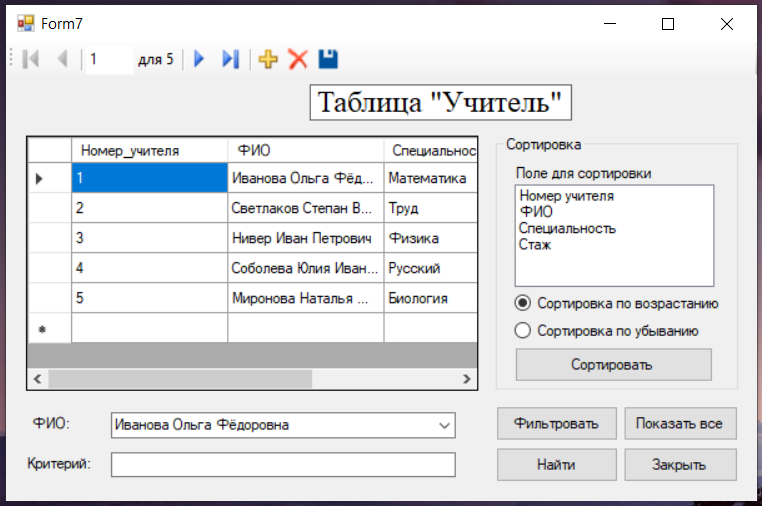 Form7
1 для 5
Таблица "Учитель"
Номер_учителя ФИО Специальнос
1 Иванова Ольга Фёд... Математика
2 Светлаков Степан В... Труд
3 Нивер Иван Петрович Физика
4 Соболева Юлия Иван... Русский
5 Миронова Наталья ... Биология
Сортировка
Поле для сортировки
Номер учителя
ФИО
Специальность
Стаж
Сортировка по возрастанию
Сортировка по убыванию
Сортировать
ФИО: Иванова Ольга Фёдоровна
Критерий:
Фильтровать Показать все
Найти Закрыть